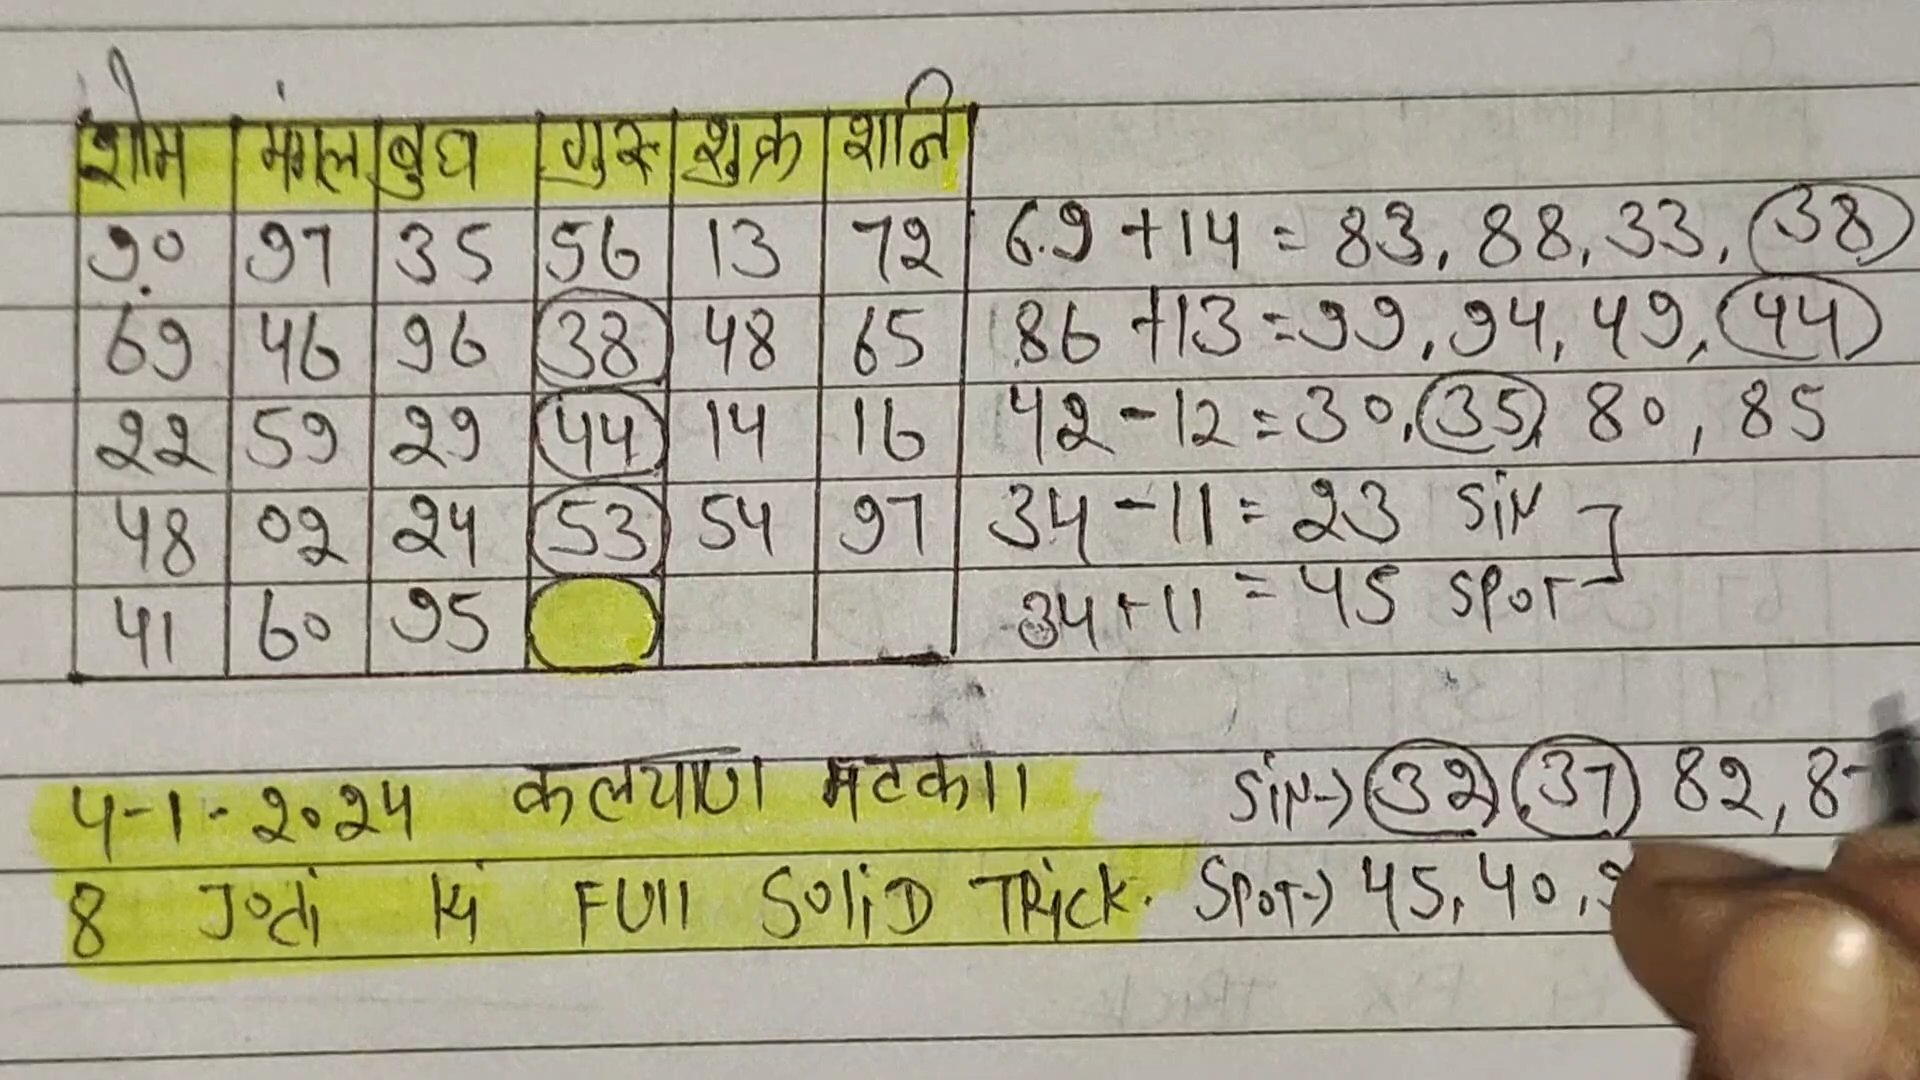 शोम मंगल बुध गुरू शुक्र शनि
90 97 35 56 13 72 69 + 14 = 83, 88, 33, 38
69 46 96 38 48 65 86 + 13 = 99, 94, 49, 44
22 59 29 44 14 16 42 - 12 = 30, 35, 80, 85
48 02 24 53 54 97 34 - 11 = 23 SiN
41 60 95 34 + 11 = 45 SPOT
4-1-2024 कलयाण मटका।। SiN→ 32, 37, 82, 8
8 Joti Ki FUll SoliD TRicK. SPOT→ 45, 40,